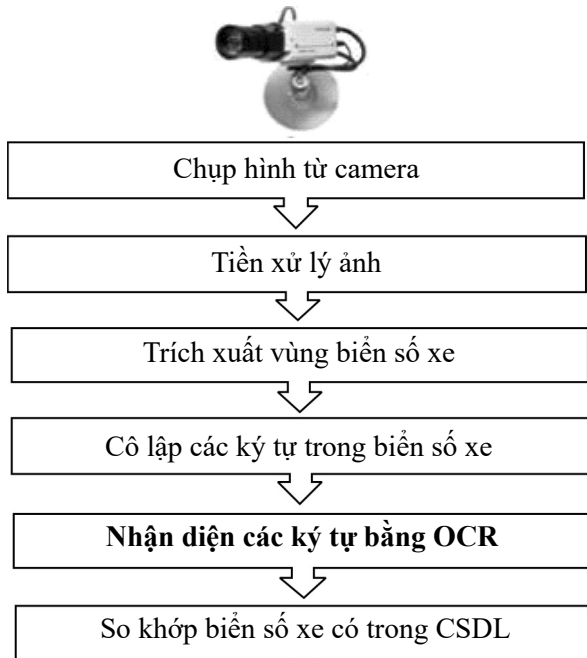 Chụp hình từ camera
Tiền xử lý ảnh
Trích xuất vùng biển số xe
Cô lập các ký tự trong biển số xe
Nhận diện các ký tự bằng OCR
So khớp biển số xe có trong CSDL